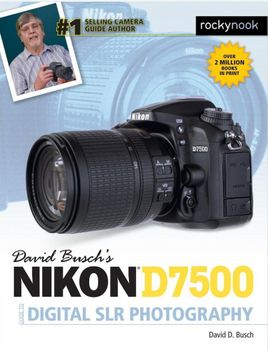 rockynook
#1 SELLING CAMERA
GUIDE AUTHOR
OVER
2 MILLION
BOOKS
IN PRINT
Nikon
D7500
David Busch's
NIKON® D7500
GUIDE TO
DIGITAL SLR PHOTOGRAPHY
David D. Busch